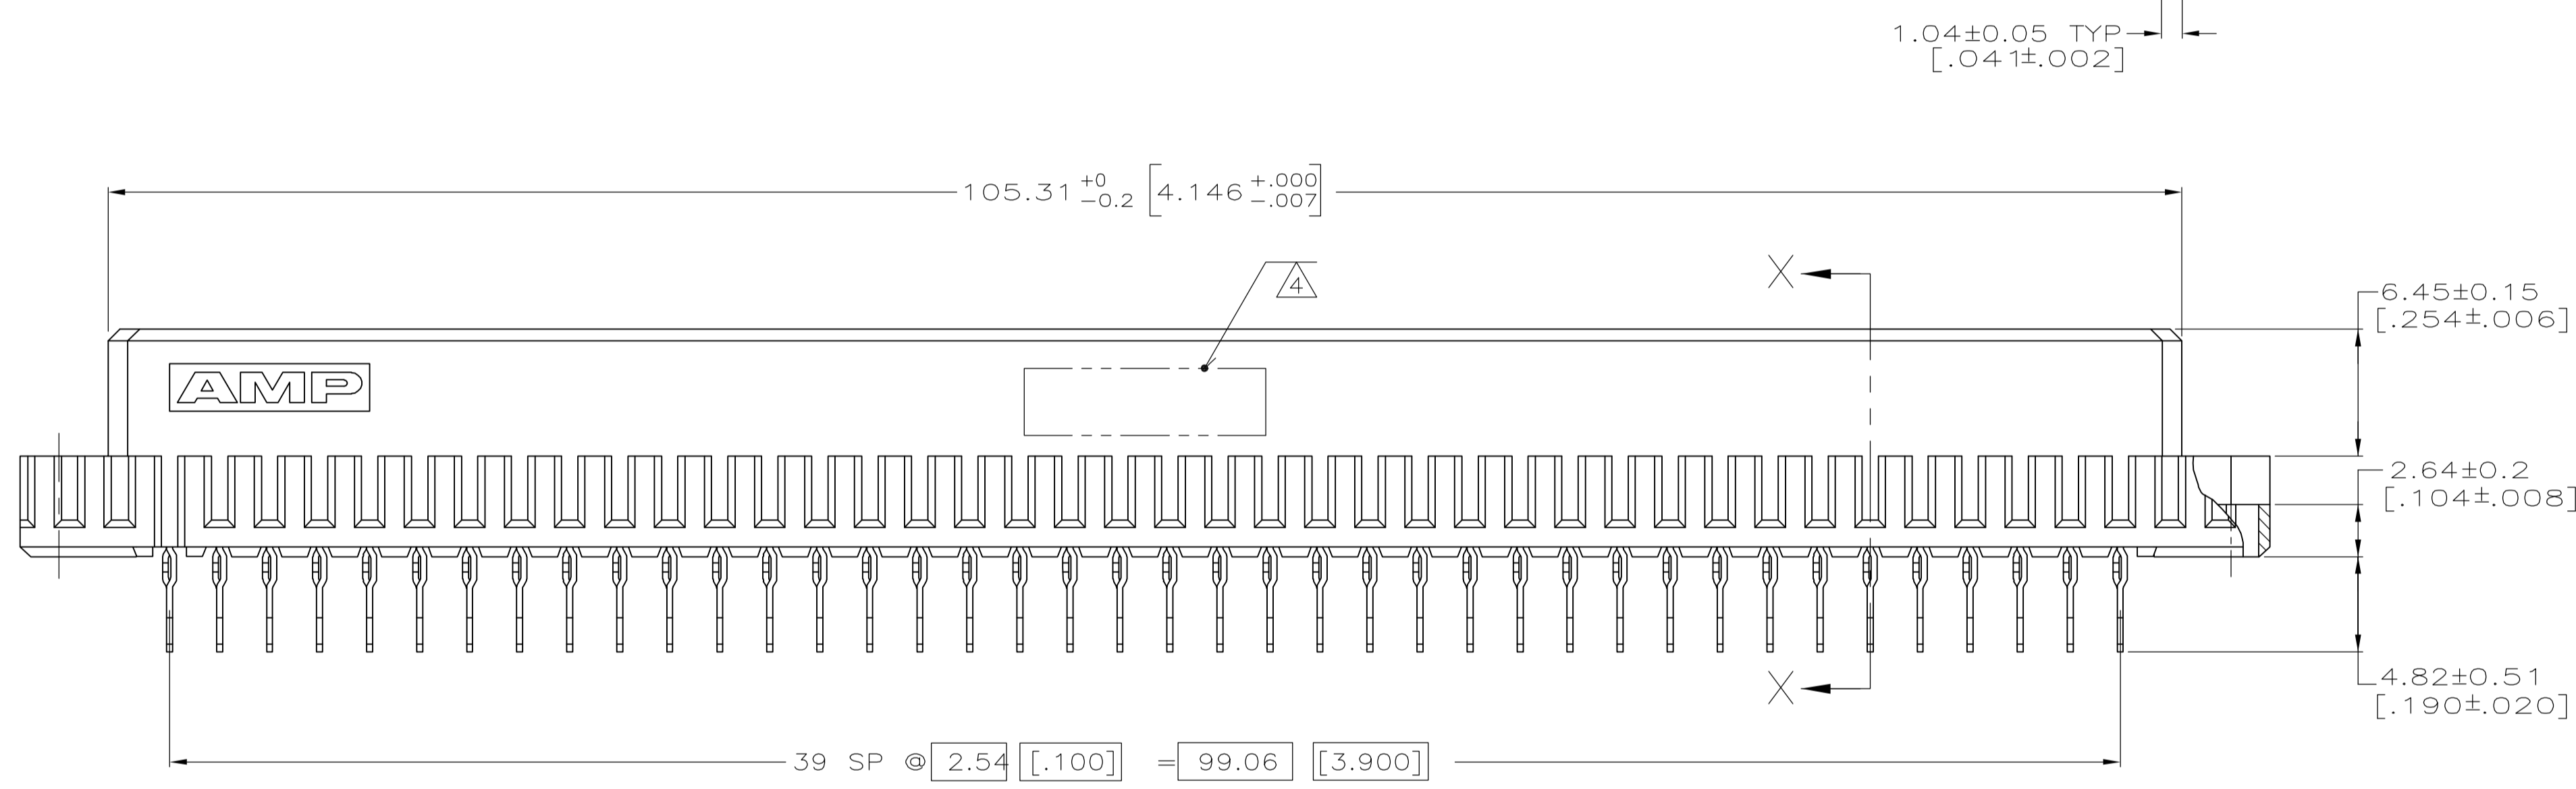 1.04±0.05 TYP
[.041±.002]
105.31 +0 -0.2 [4.146 +.000 -.007]
4
X
6.45±0.15
[.254±.006]
AMP
2.64±0.2
[.104±.008]
X
4.82±0.51
[.190±.020]
39 SP @ 2.54 [.100] = 99.06 [3.900]